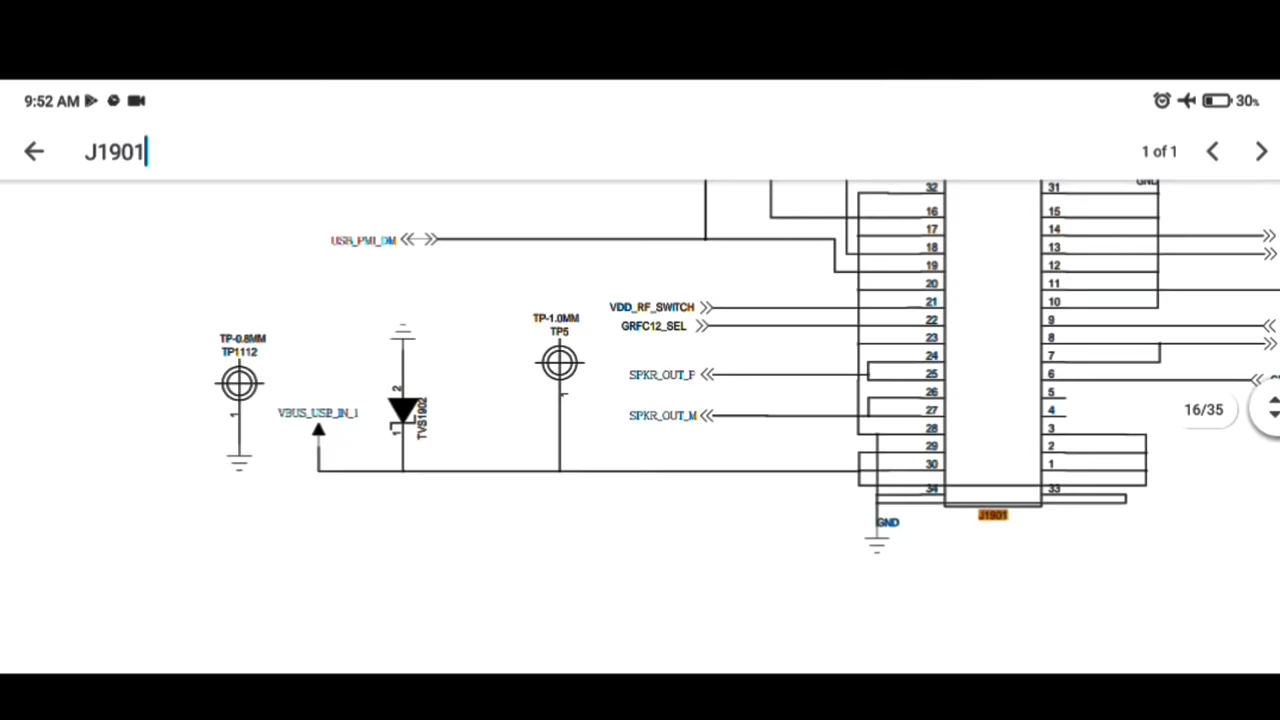 9:52 AM
30%
J1901
1 of 1
GND
32 31
16 15
17 14
18 13
19 12
20 11
21 10
22 9
23 8
24 7
25 6
26 5
27 4
28 3
29 2
30 1
34 33
USB_PMI_DM
VDD_RF_SWITCH
GRFC12_SEL
TP-1.0MM
TP5
1
TP-0.8MM
TP1112
1
VBUS_USB_IN_1
2
1
TVS1902
SPKR_OUT_P
SPKR_OUT_M
16/35
J1901
GND